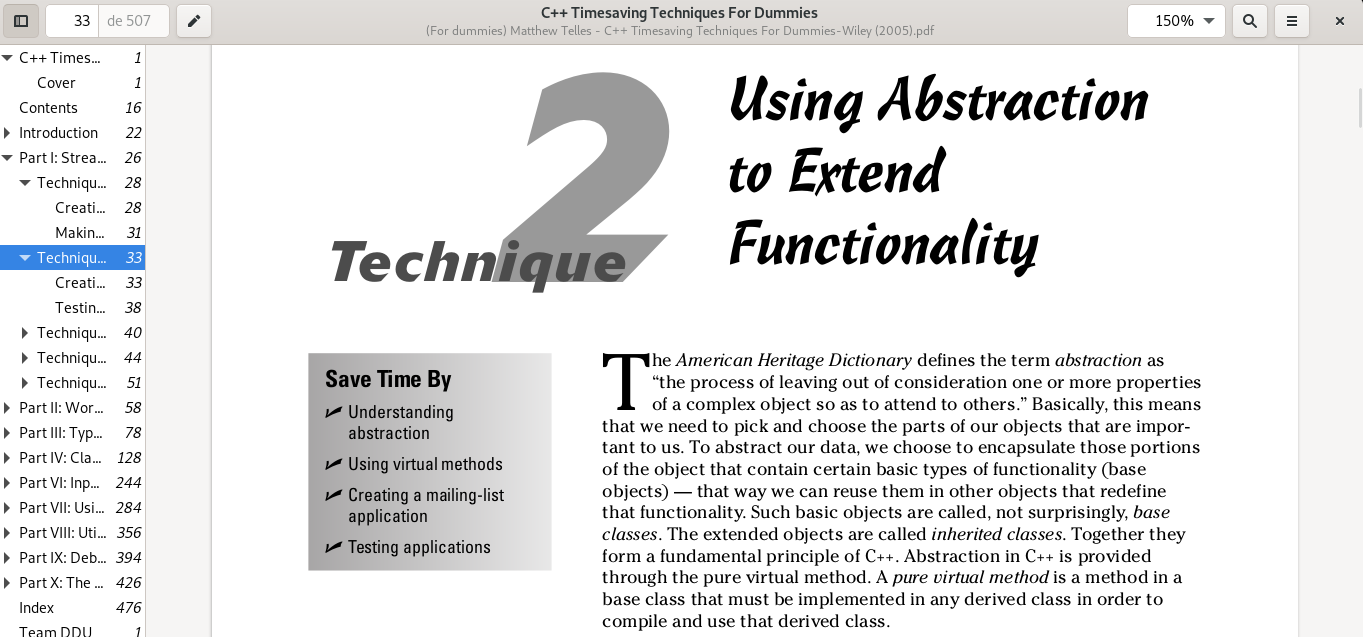 33
de 507
C++ Timesaving Techniques For Dummies
(For dummies) Matthew Telles - C++ Timesaving Techniques For Dummies-Wiley (2005).pdf
150%
C++ Times... 1
Cover 1
Contents 16
Introduction 22
Part I: Strea... 26
Techniqu... 28
Creati... 28
Makin... 31
Techniqu... 33
Creati... 33
Testin... 38
Techniqu... 40
Techniqu... 44
Techniqu... 51
Part II: Wor... 58
Part III: Typ... 78
Part IV: Cla... 128
Part VI: Inp... 244
Part VII: Usi... 284
Part VIII: Uti... 356
Part IX: Deb... 394
Part X: The ... 426
Index 476
Team DDU 1
2
Technique
Using Abstraction
to Extend
Functionality
Save Time By
Understanding
abstraction
Using virtual methods
Creating a mailing-list
application
Testing applications
The American Heritage Dictionary defines the term abstraction as
“the process of leaving out of consideration one or more properties
of a complex object so as to attend to others.” Basically, this means
that we need to pick and choose the parts of our objects that are impor-
tant to us. To abstract our data, we choose to encapsulate those portions
of the object that contain certain basic types of functionality (base
objects) — that way we can reuse them in other objects that redefine
that functionality. Such basic objects are called, not surprisingly, base
classes. The extended objects are called inherited classes. Together they
form a fundamental principle of C++. Abstraction in C++ is provided
through the pure virtual method. A pure virtual method is a method in a
base class that must be implemented in any derived class in order to
compile and use that derived class.